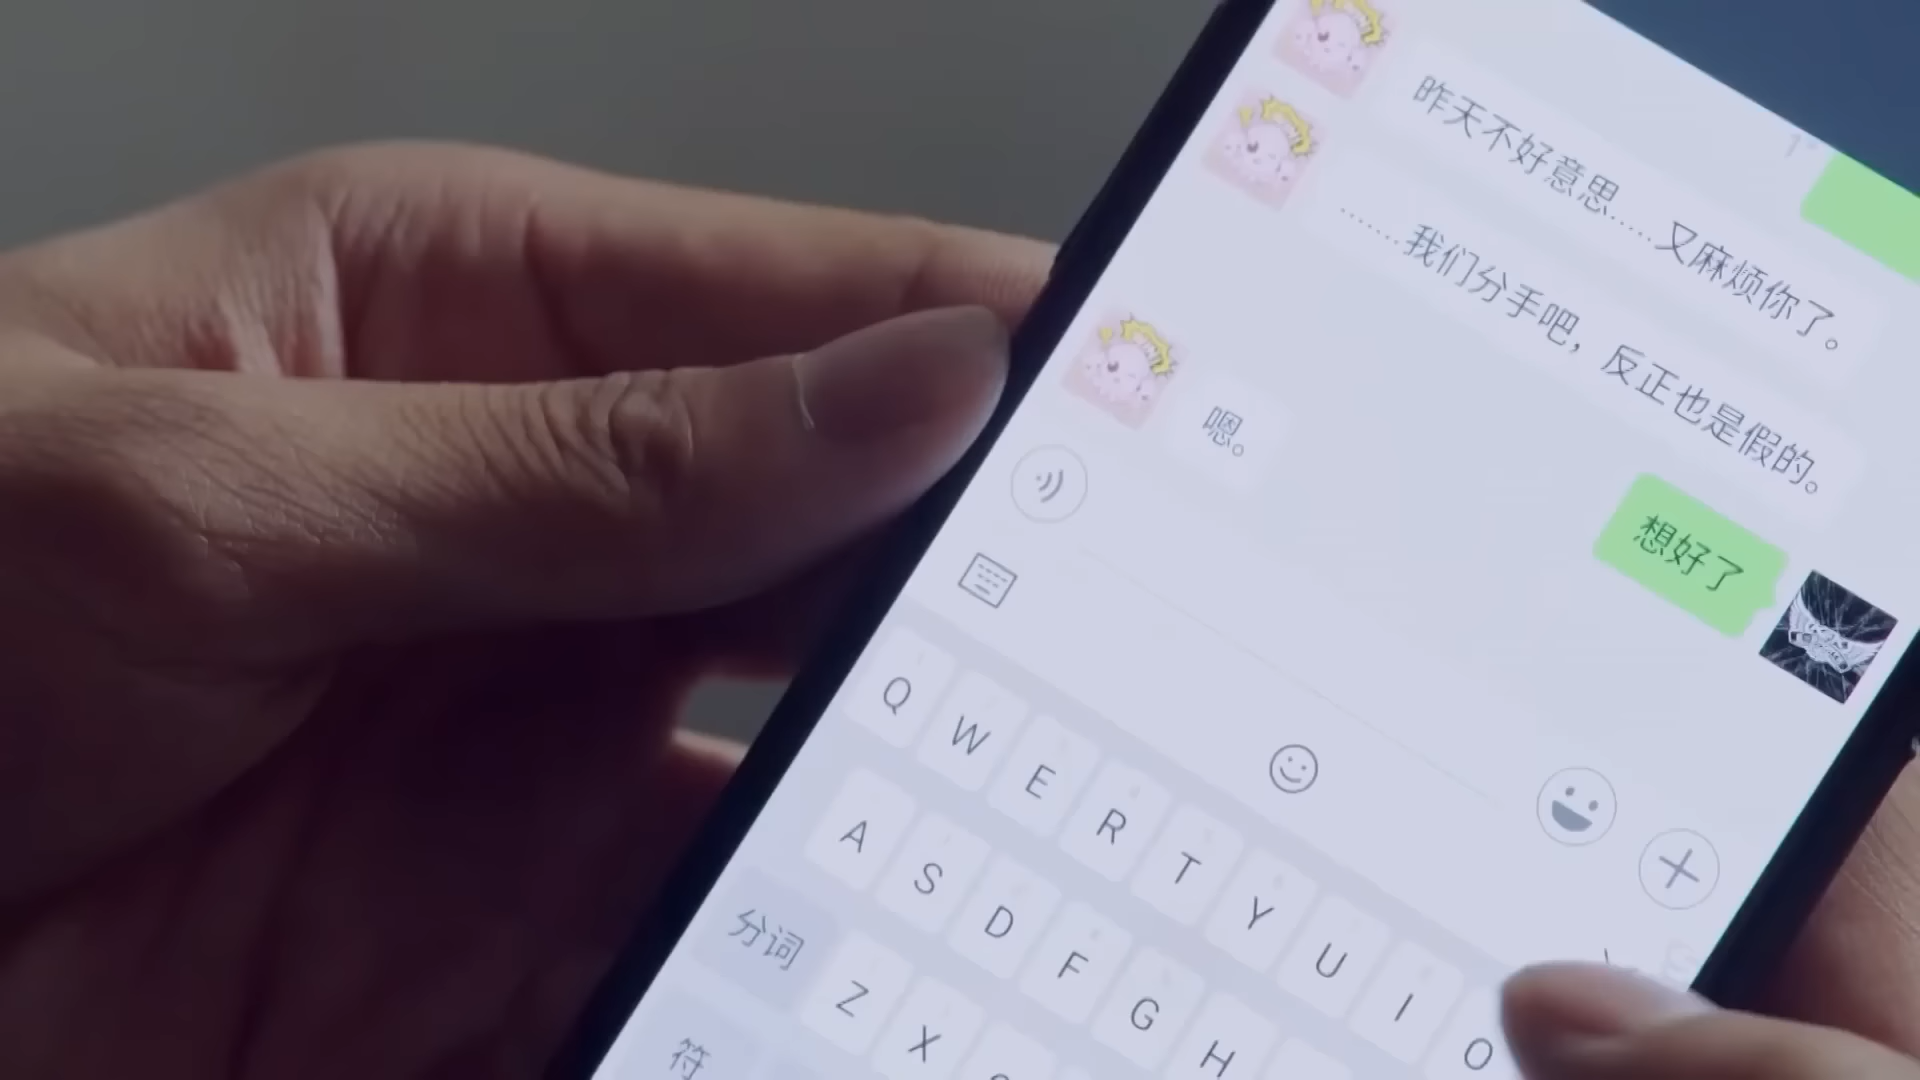 昨天不好意思……又麻烦你了。
……我们分手吧，反正也是假的。
想好了
嗯。
Q W E R T Y U I O
A S D F G H
分词 Z X
符